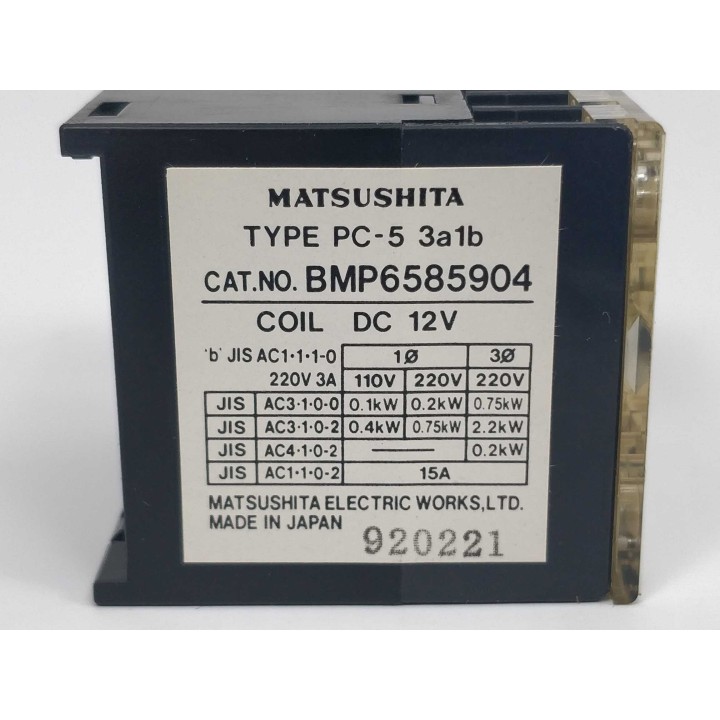 MATSUSHITA
TYPE PC-5 3a1b
CAT.NO. BMP6585904
COIL DC 12V
'b' JIS AC1·1·1-0 1Ø 3Ø
220V 3A 110V 220V 220V
JIS AC3·1·0-0 0.1kW 0.2kW 0.75kW
JIS AC3·1·0-2 0.4kW 0.75kW 2.2kW
JIS AC4·1·0-2 —— 0.2kW
JIS AC1·1·0-2 15A
MATSUSHITA ELECTRIC WORKS,LTD.
MADE IN JAPAN
920221